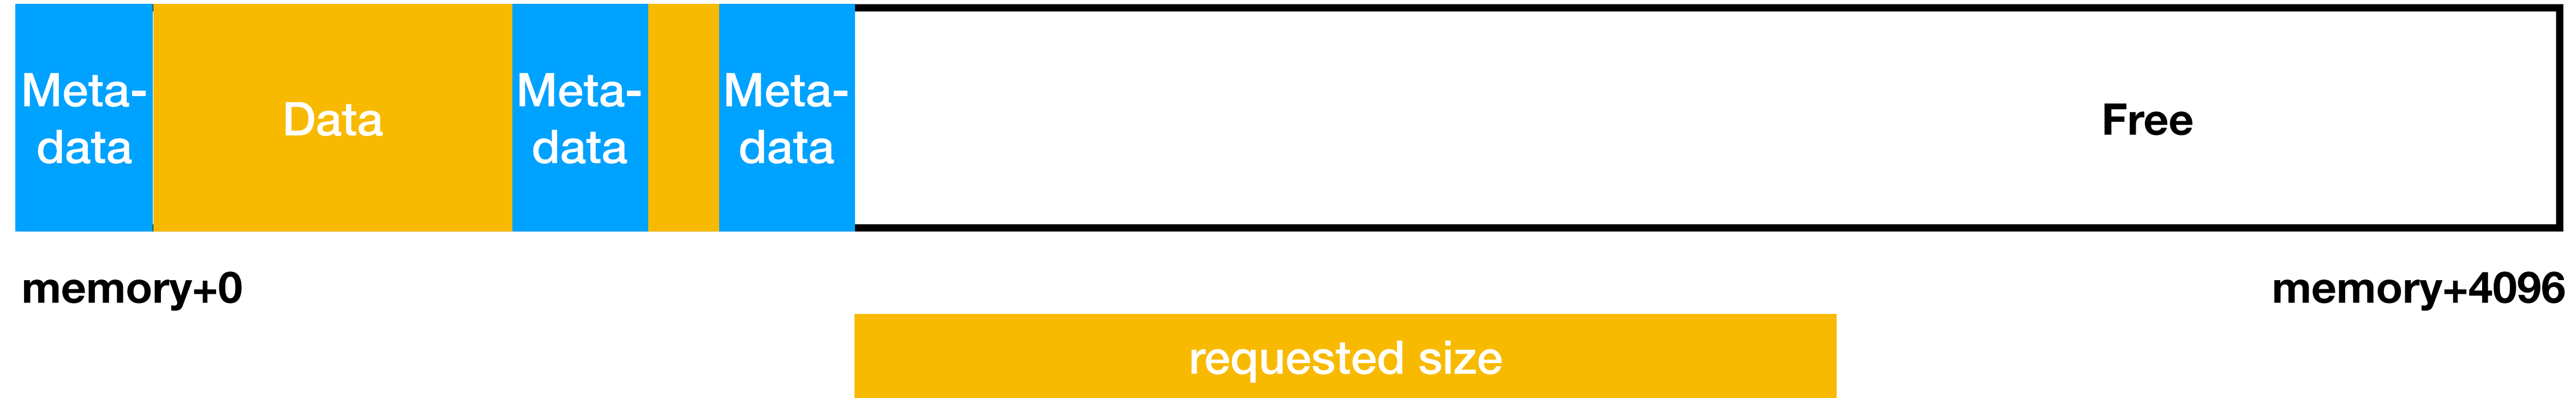 Meta-
data
Data
Meta-
data
Meta-
data
Free
memory+0
memory+4096
requested size